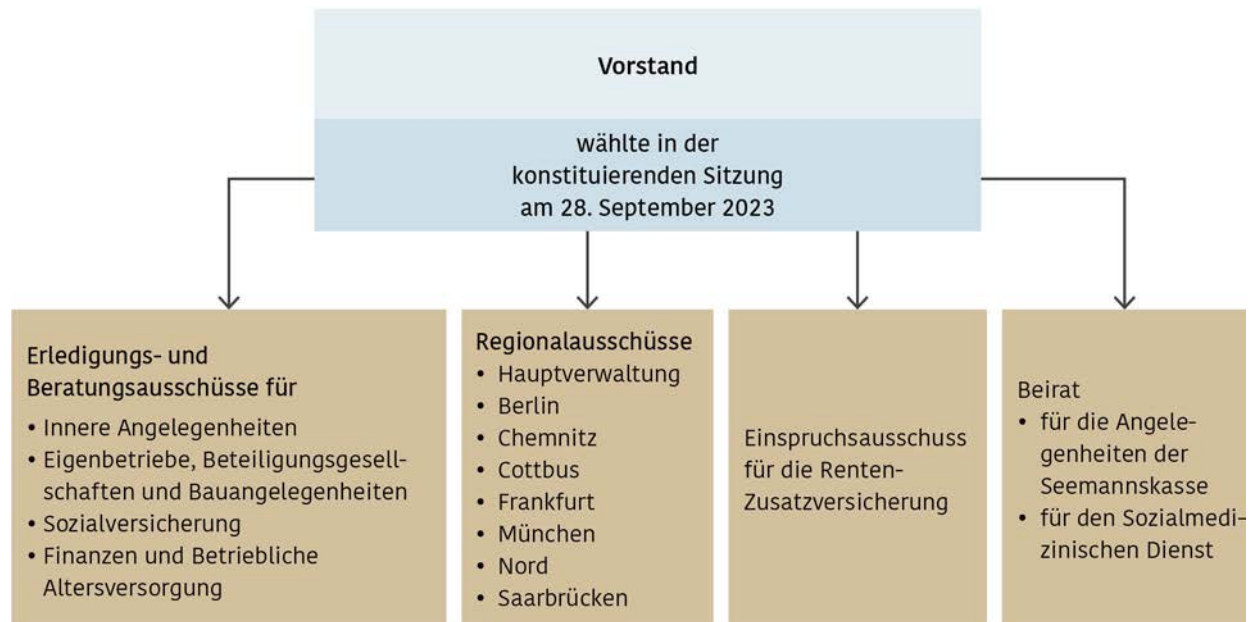 Vorstand
wählte in der
konstituierenden Sitzung
am 28. September 2023
Erledigungs- und
Beratungsausschüsse für
• Innere Angelegenheiten
• Eigenbetriebe, Beteiligungsgesell-
schaften und Bauangelegenheiten
• Sozialversicherung
• Finanzen und Betriebliche
Altersversorgung
Regionalausschüsse
• Hauptverwaltung
• Berlin
• Chemnitz
• Cottbus
• Frankfurt
• München
• Nord
• Saarbrücken
Einspruchsausschuss
für die Renten-
Zusatzversicherung
Beirat
• für die Angele-
genheiten der
Seemannskasse
• für den Sozialmedi-
zinischen Dienst